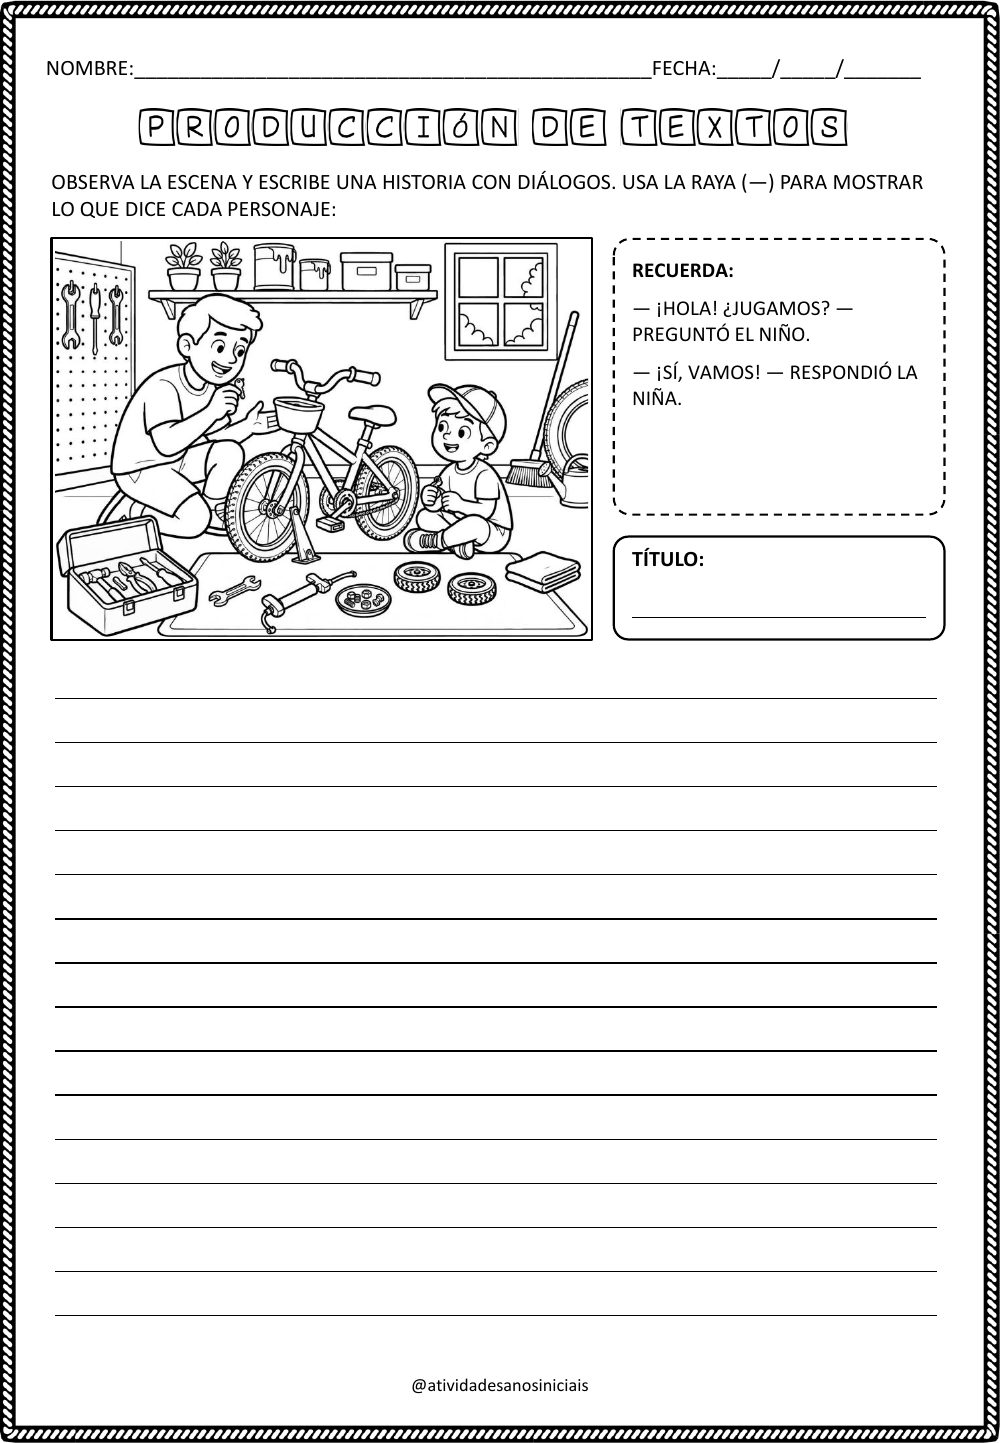 NOMBRE:_______________________________________________FECHA:_____/_____/_______
PRODUCCIÓN DE TEXTOS
OBSERVA LA ESCENA Y ESCRIBE UNA HISTORIA CON DIÁLOGOS. USA LA RAYA (—) PARA MOSTRAR
LO QUE DICE CADA PERSONAJE:
RECUERDA:
— ¡HOLA! ¿JUGAMOS? —
PREGUNTÓ EL NIÑO.
— ¡SÍ, VAMOS! — RESPONDIÓ LA
NIÑA.
TÍTULO:
@atividadesanosiniciais